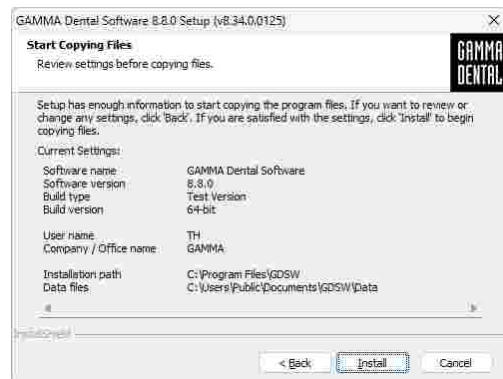 GAMMA Dental Software 8.8.0 Setup (v8.34.0.0125)
Start Copying Files
Review settings before copying files.
GAMMA
DENTAL
Setup has enough information to start copying the program files. If you want to review or
change any settings, click 'Back'. If you are satisfied with the settings, click 'Install' to begin
copying files.
Current Settings:
Software name GAMMA Dental Software
Software version 8.8.0
Build type Test Version
Build version 64-bit
User name TH
Company / Office name GAMMA
Installation path C:\Program Files\GDSW
Data files C:\Users\Public\Documents\GDSW\Data
InstallShield
< Back Install Cancel